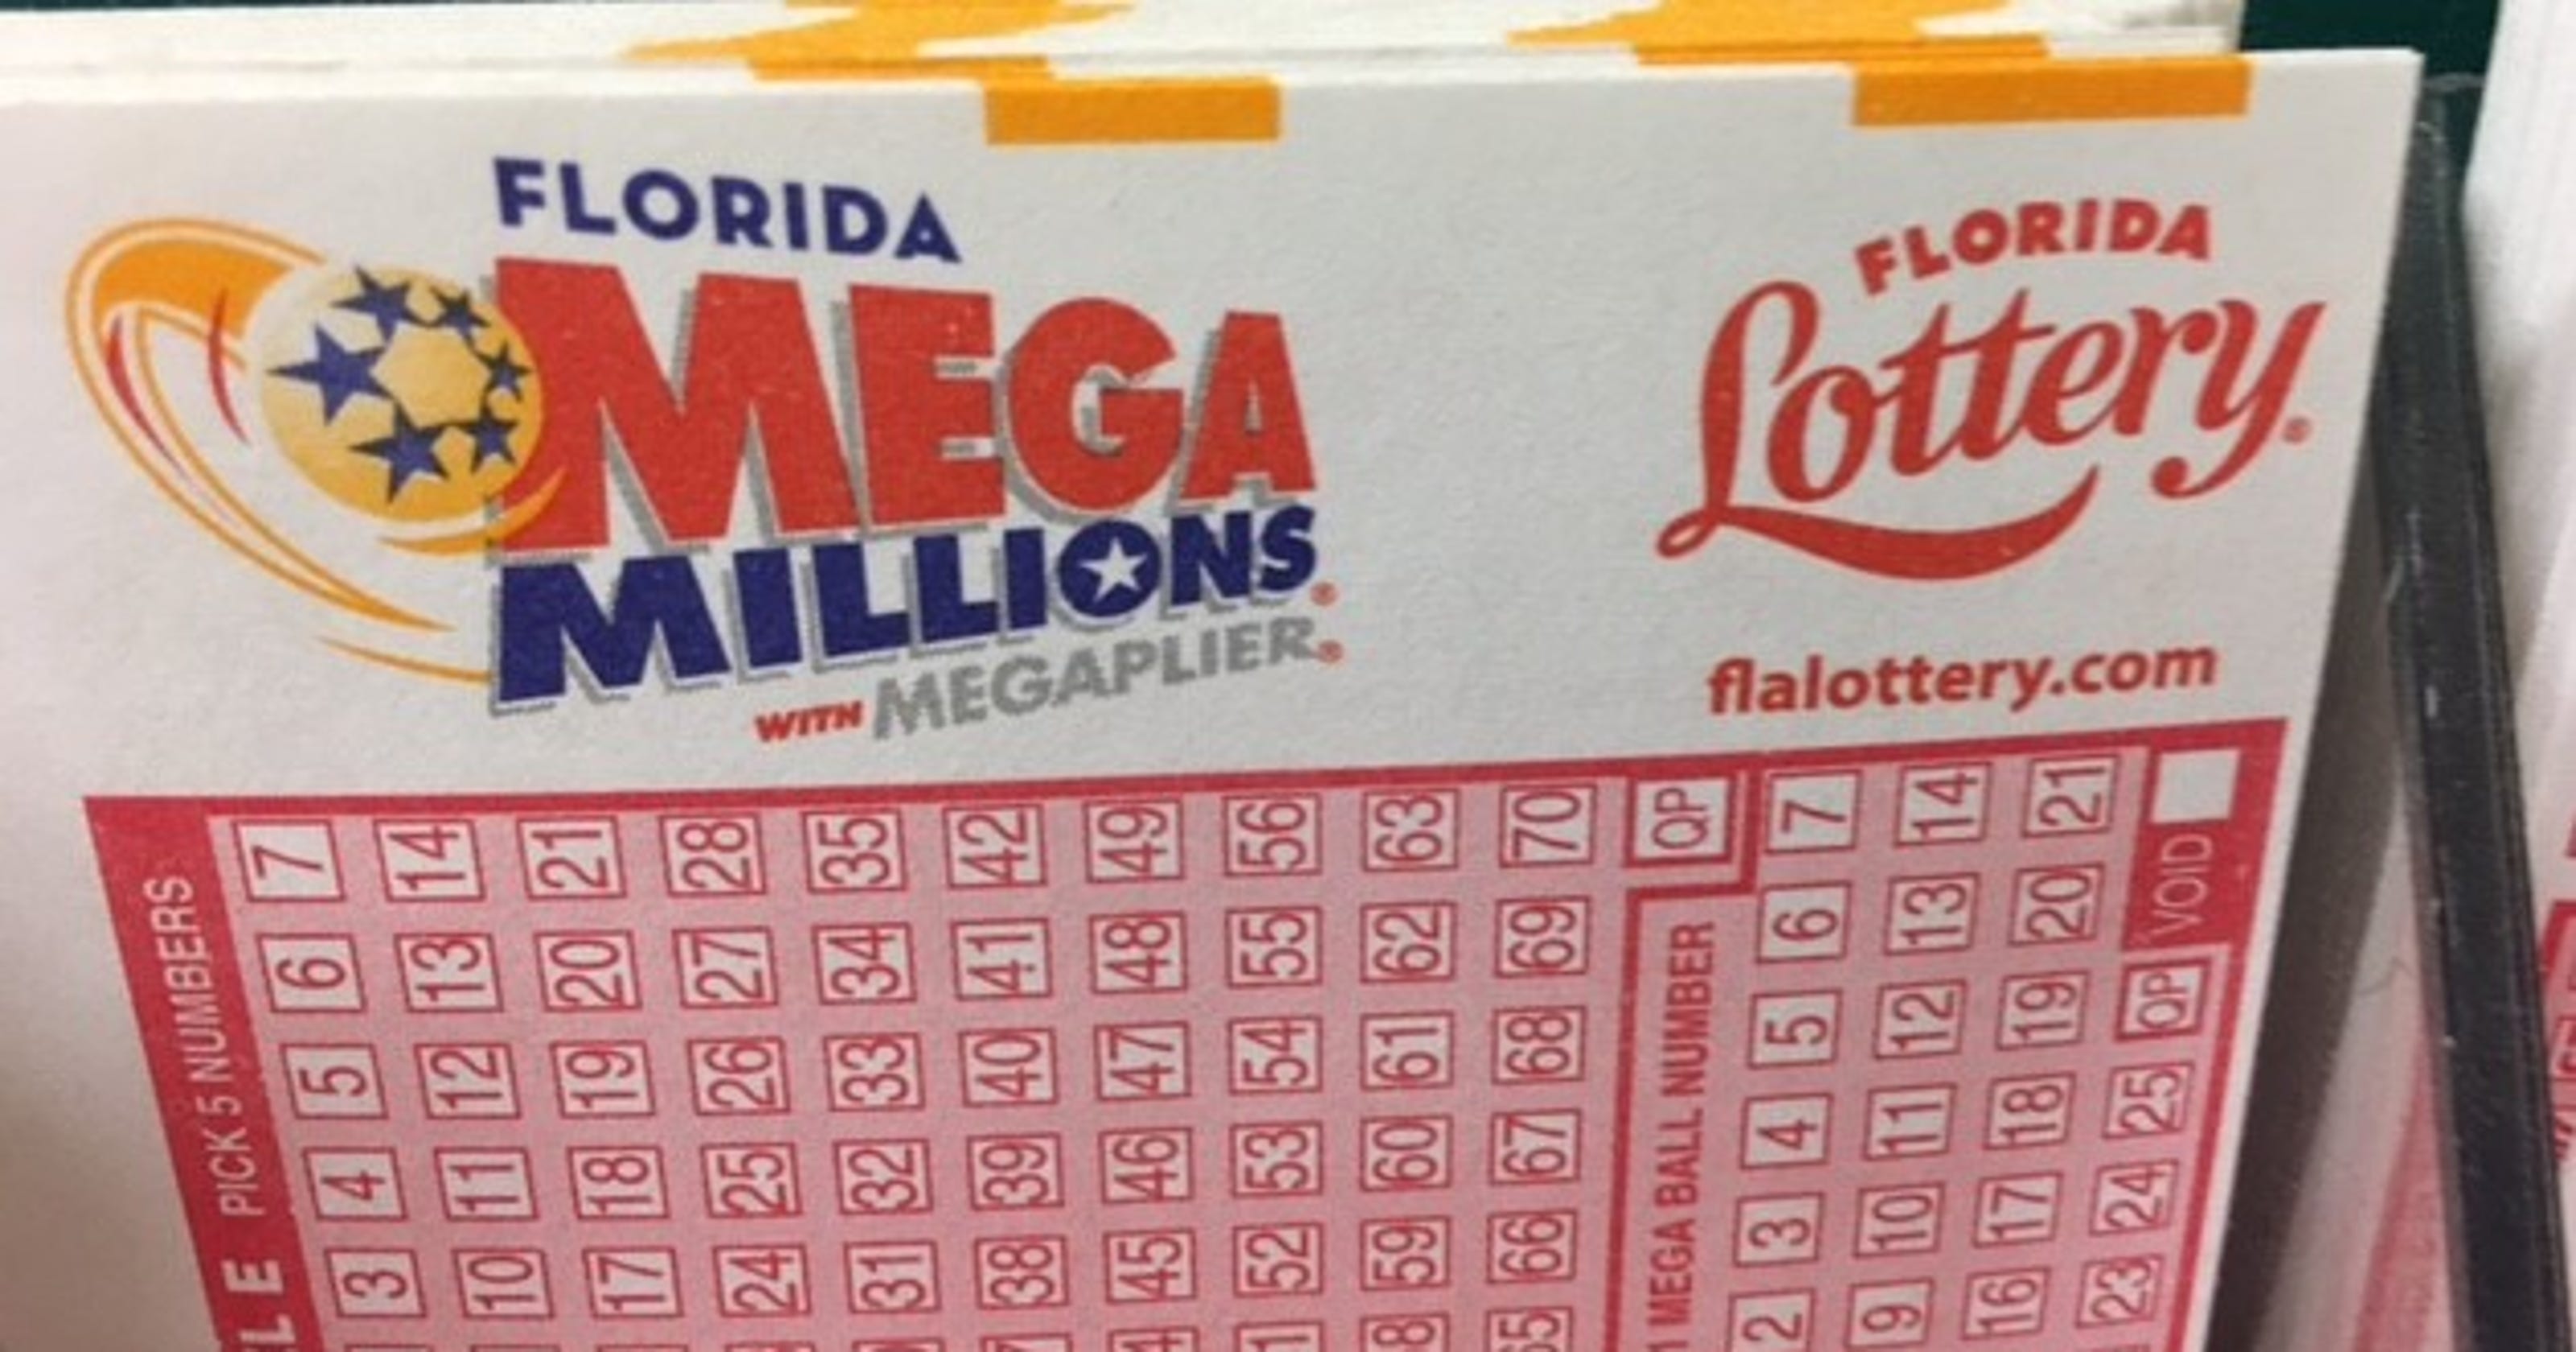 FLORIDA
MEGA
MILLIONS®
WITH MEGAPLIER®
FLORIDA
Lottery®
flalottery.com
PICK 5 NUMBERS
3 4 5 6 7
10 11 12 13 14
17 18 19 20 21
24 25 26 27 28
31 32 33 34 35
38 39 40 41 42
45 46 47 48 49
52 53 54 55 56
59 60 61 62 63
65 66 67 68 69 70
1 MEGA BALL NUMBER QP
2 3 4 5 6 7
9 10 11 12 13 14
16 17 18 19 20 21
23 24 25 QP VOID